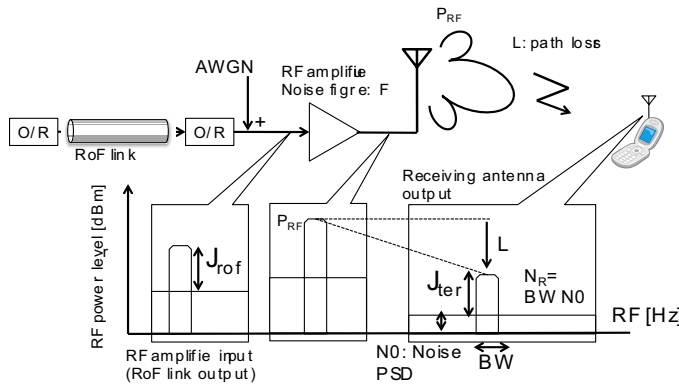 P_RF
L: path loss
AWGN
RF amplifie
Noise figre: F
+
O/R
O/R
RoF link
Receiving antenna
output
RF power level [dBm]
P_RF
J_rof
L
J_ter
N_R=
BW N0
RF [Hz]
RF amplifie input
(RoF link output)
N0: Noise
PSD
BW